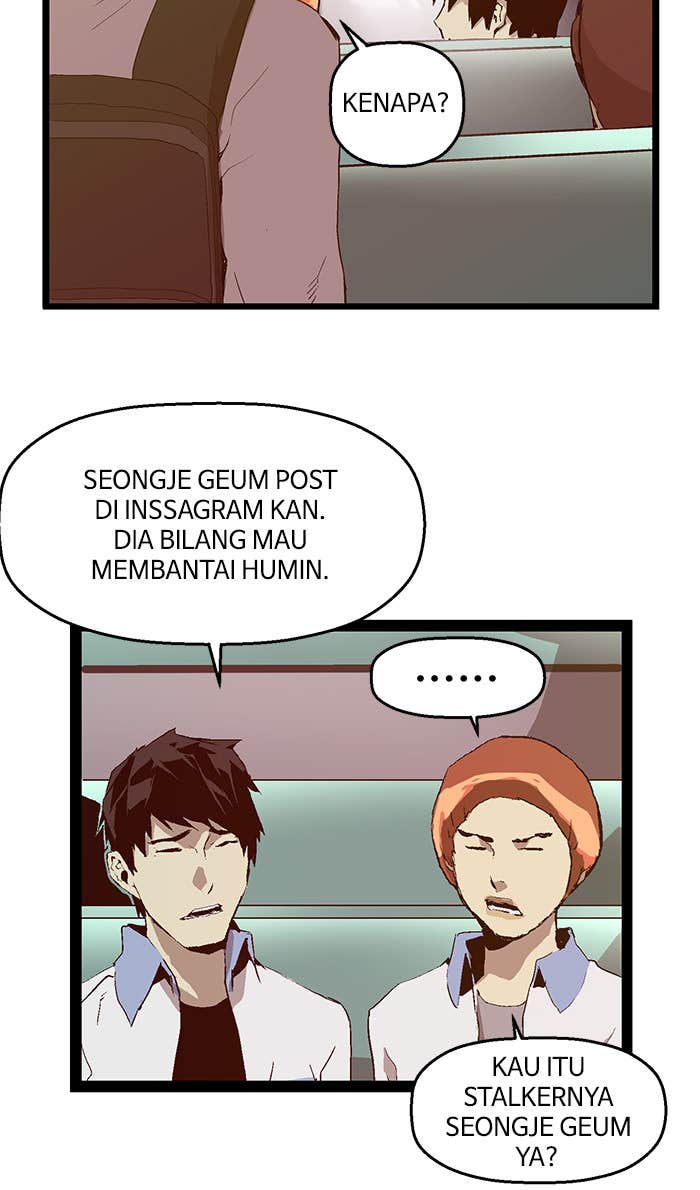 KENAPA?
SEONGJE GEUM POST
DI INSSAGRAM KAN.
DIA BILANG MAU
MEMBANTAI HUMIN.
......
KAU ITU
STALKERNYA
SEONGJE GEUM
YA?